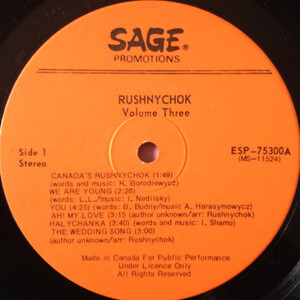 SAGE®
PROMOTIONS
RUSHNYCHOK
Volume Three
Side 1
Stereo
ESP-75300A
(MS-11524)
CANADA'S RUSHNYCHOK (1:49)
(words and music: R. Borodiewycz)
WE ARE YOUNG (2:28)
(words: L.L./music: I. Nedilsky)
YOU (4:25) (words: B. Budny/music A. Harasymowycz)
AH! MY LOVE (3:15) (author unknown/arr: Rushnychok)
HALYCHANKA (3:40) (words and music: I. Shamo)
THE WEDDING SONG (3:00)
(author unknown/arr: Rushnychok)
Made in Canada For Public Performance
Under Licence Only
All Rights Reserved